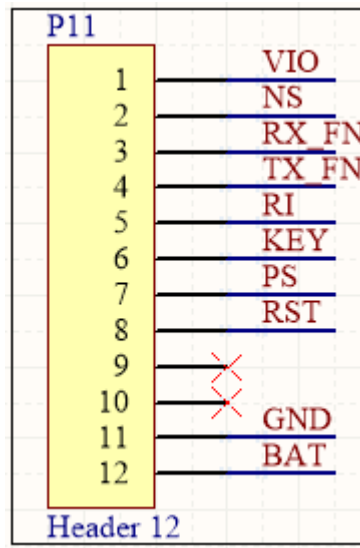 P11
1 VIO
2 NS
3 RX_FN
4 TX_FN
5 RI
6 KEY
7 PS
8 RST
9
10
11 GND
12 BAT
Header 12